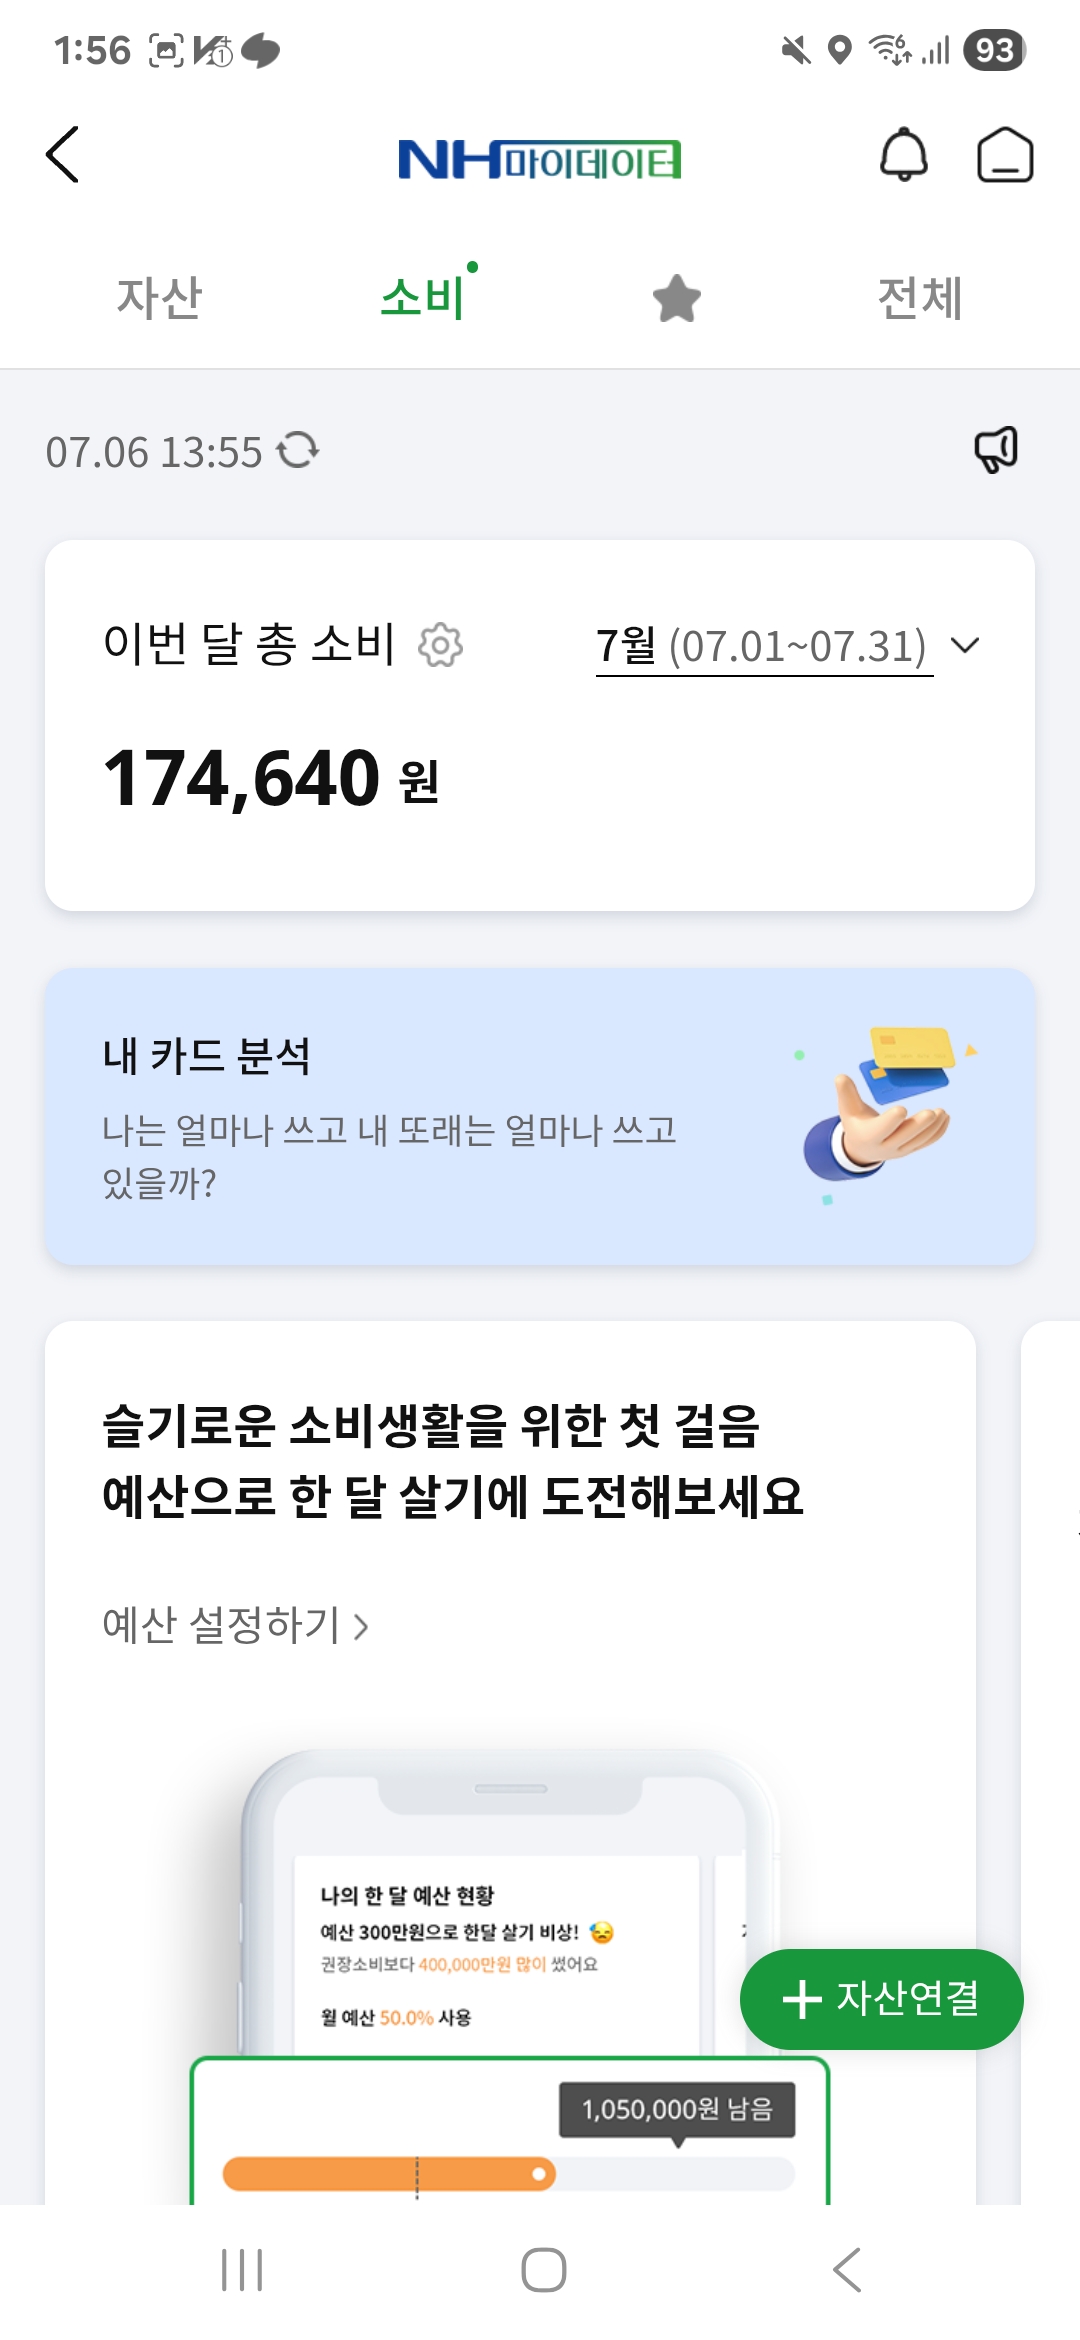 1:56
93
NH마이데이터
자산
소비
전체
07.06 13:55
이번 달 총 소비
7월 (07.01~07.31)
174,640 원
내 카드 분석
나는 얼마나 쓰고 내 또래는 얼마나 쓰고
있을까?
슬기로운 소비생활을 위한 첫 걸음
예산으로 한 달 살기에 도전해보세요
예산 설정하기
나의 한 달 예산 현황
예산 300만원으로 한달 살기 비상!
권장소비보다 400,000만원 많이 썼어요
월 예산 50.0% 사용
자산연결
1,050,000원 남음